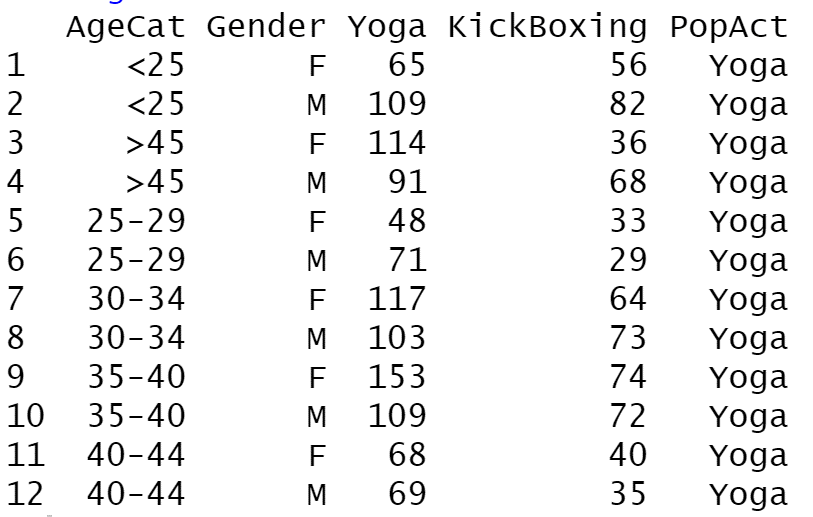 AgeCat Gender Yoga KickBoxing PopAct
1 <25 F 65 56 Yoga
2 <25 M 109 82 Yoga
3 >45 F 114 36 Yoga
4 >45 M 91 68 Yoga
5 25-29 F 48 33 Yoga
6 25-29 M 71 29 Yoga
7 30-34 F 117 64 Yoga
8 30-34 M 103 73 Yoga
9 35-40 F 153 74 Yoga
10 35-40 M 109 72 Yoga
11 40-44 F 68 40 Yoga
12 40-44 M 69 35 Yoga